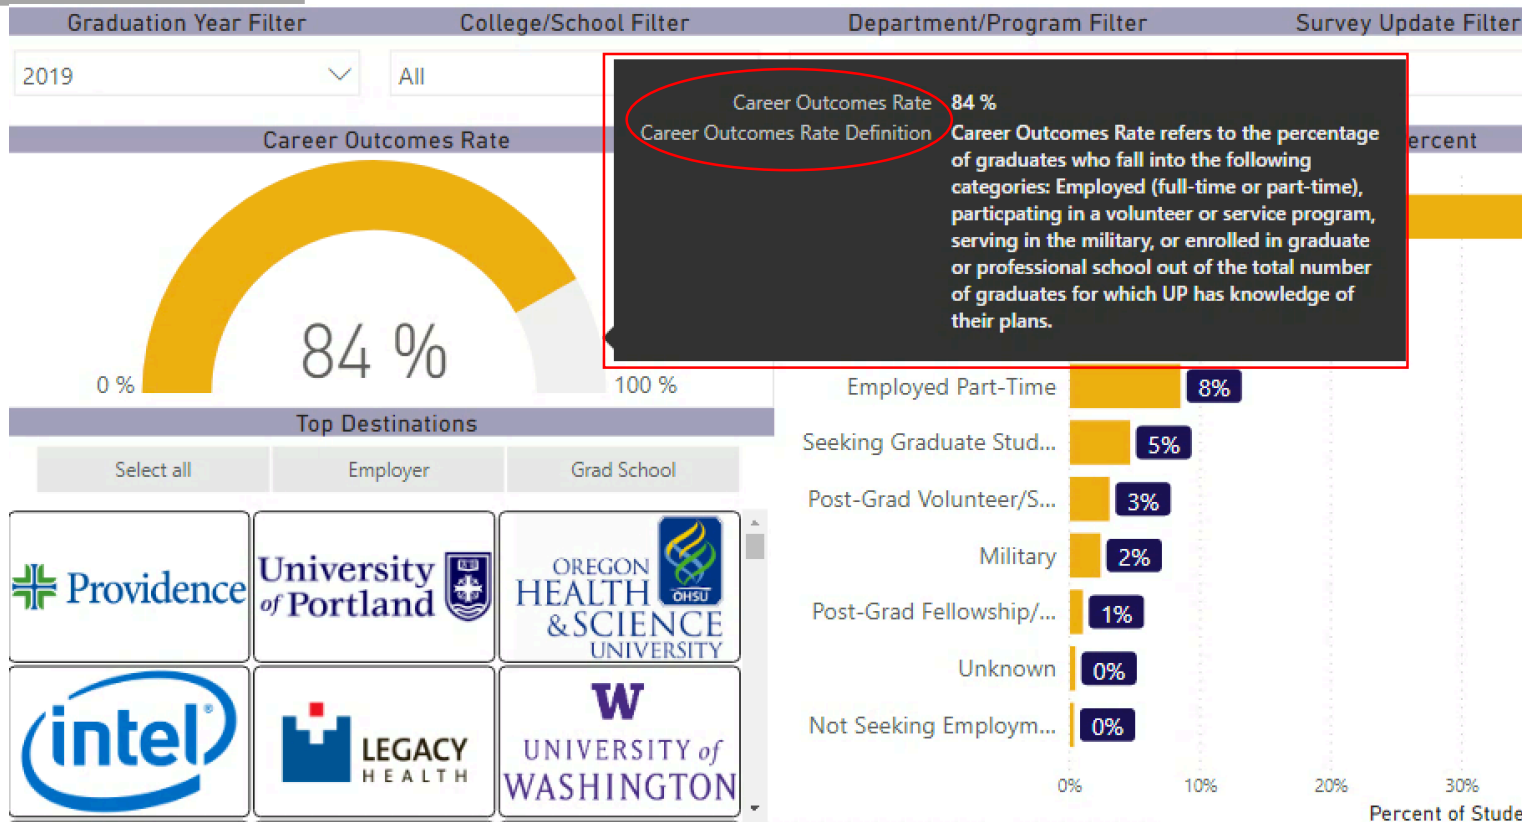 Graduation Year Filter
College/School Filter
Department/Program Filter
Survey Update Filter
2019
All
Career Outcomes Rate 84 %
Career Outcomes Rate Definition Career Outcomes Rate refers to the percentage
of graduates who fall into the following
categories: Employed (full-time or part-time),
particpating in a volunteer or service program,
serving in the military, or enrolled in graduate
or professional school out of the total number
of graduates for which UP has knowledge of
their plans.
Career Outcomes Rate
ercent
84 %
0 %
100 %
Top Destinations
Select all
Employer
Grad School
Providence
University
of Portland
OREGON
HEALTH
& SCIENCE
UNIVERSITY
OHSU
intel®
LEGACY
HEALTH
W
UNIVERSITY of
WASHINGTON
Employed Part-Time 8%
Seeking Graduate Stud... 5%
Post-Grad Volunteer/S... 3%
Military 2%
Post-Grad Fellowship/... 1%
Unknown 0%
Not Seeking Employm... 0%
0% 10% 20% 30%
Percent of Stude